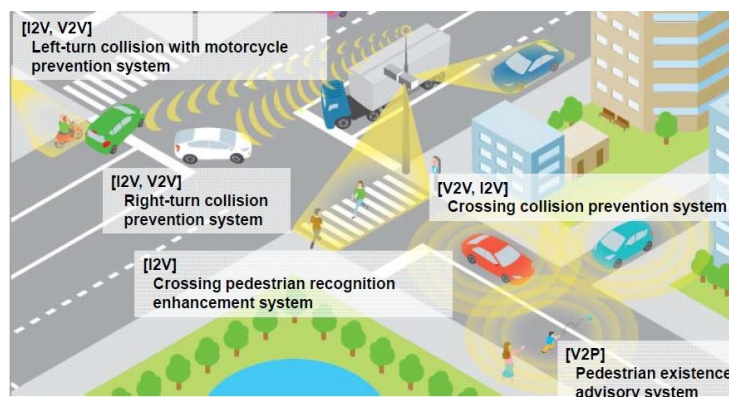 [I2V, V2V]
Left-turn collision with motorcycle
prevention system
[I2V, V2V]
Right-turn collision
prevention system
[V2V, I2V]
Crossing collision prevention system
[I2V]
Crossing pedestrian recognition
enhancement system
[V2P]
Pedestrian existence
advisory system